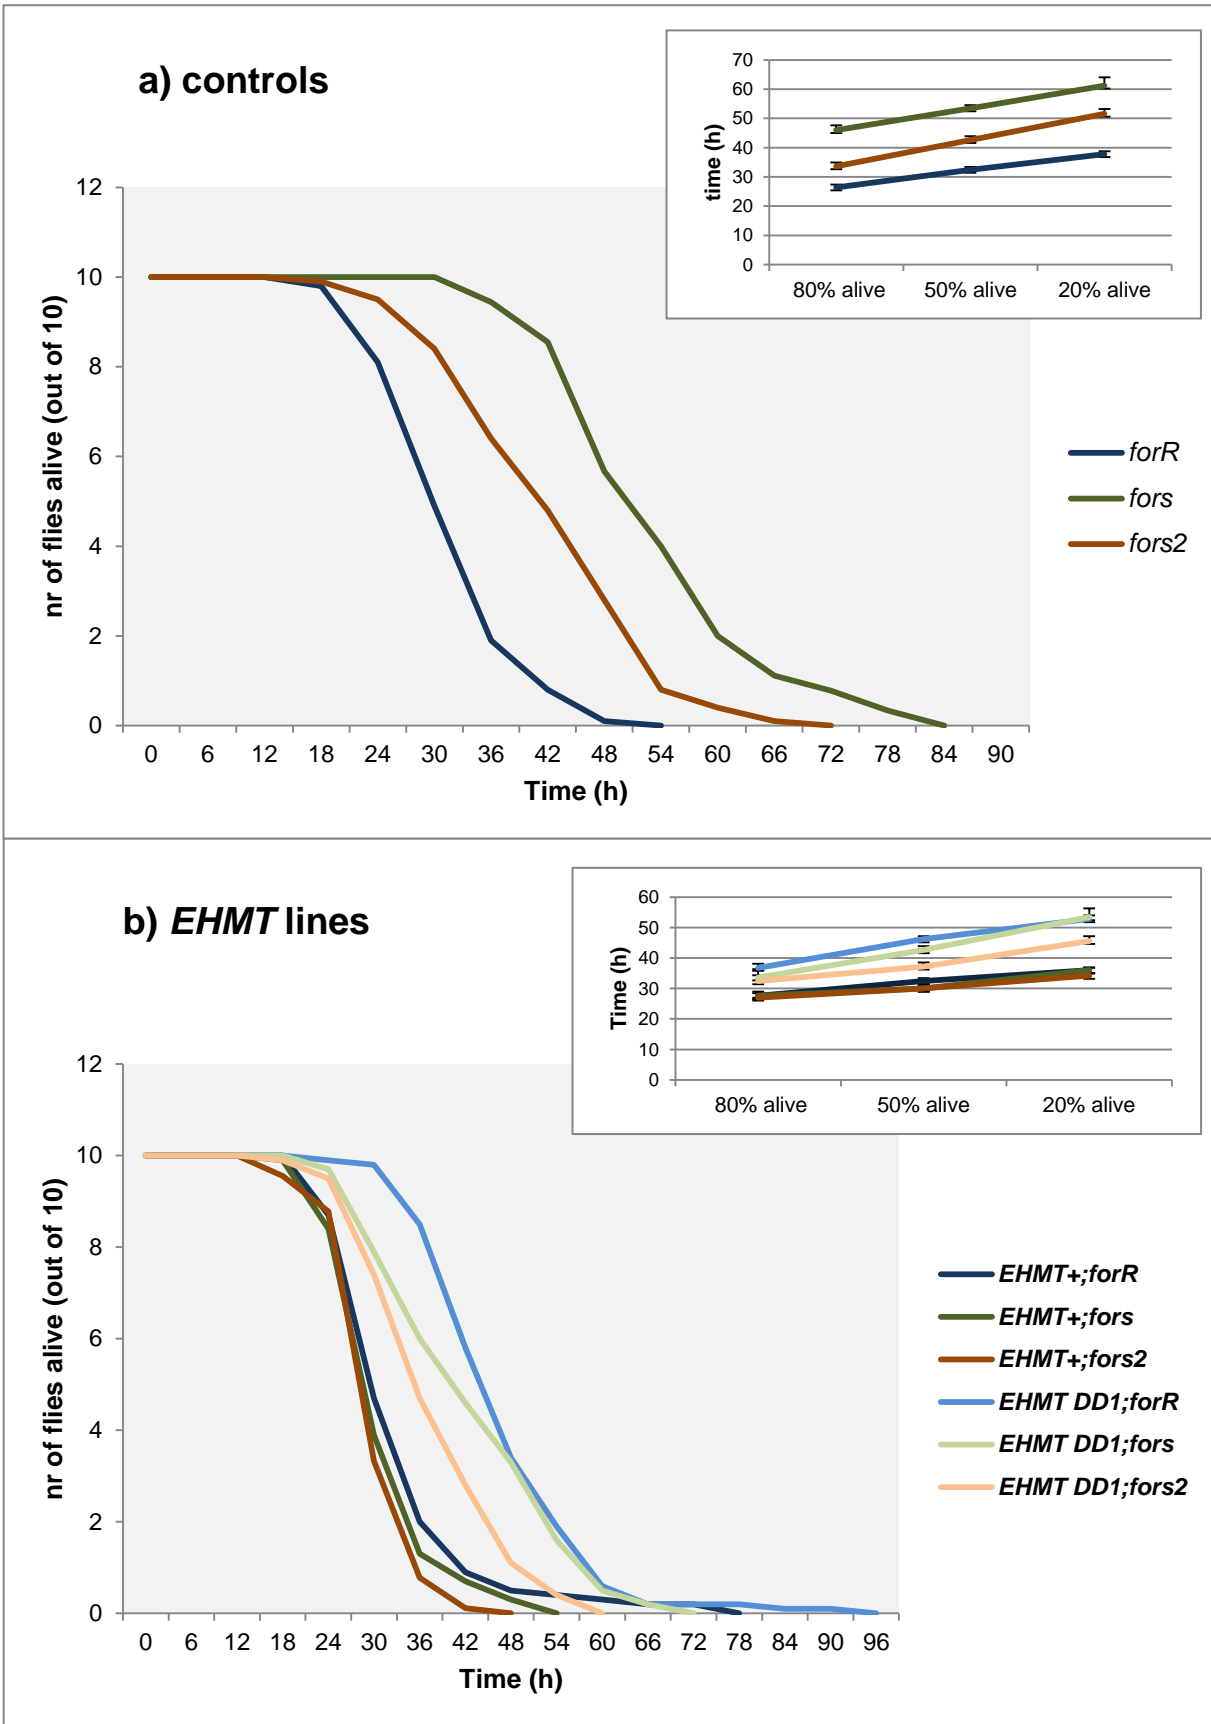 a) controls
70
60
50
40
30
20
10
0
time (h)
80% alive 50% alive 20% alive
12
10
8
6
4
2
0
nr of flies alive (out of 10)
0 6 12 18 24 30 36 42 48 54 60 66 72 78 84 90
Time (h)
forR
fors
fors2
b) EHMT lines
60
50
40
30
20
10
0
Time (h)
80% alive 50% alive 20% alive
12
10
8
6
4
2
0
nr of flies alive (out of 10)
0 6 12 18 24 30 36 42 48 54 60 66 72 78 84 90 96
Time (h)
EHMT+;forR
EHMT+;fors
EHMT+;fors2
EHMT DD1;forR
EHMT DD1;fors
EHMT DD1;fors2